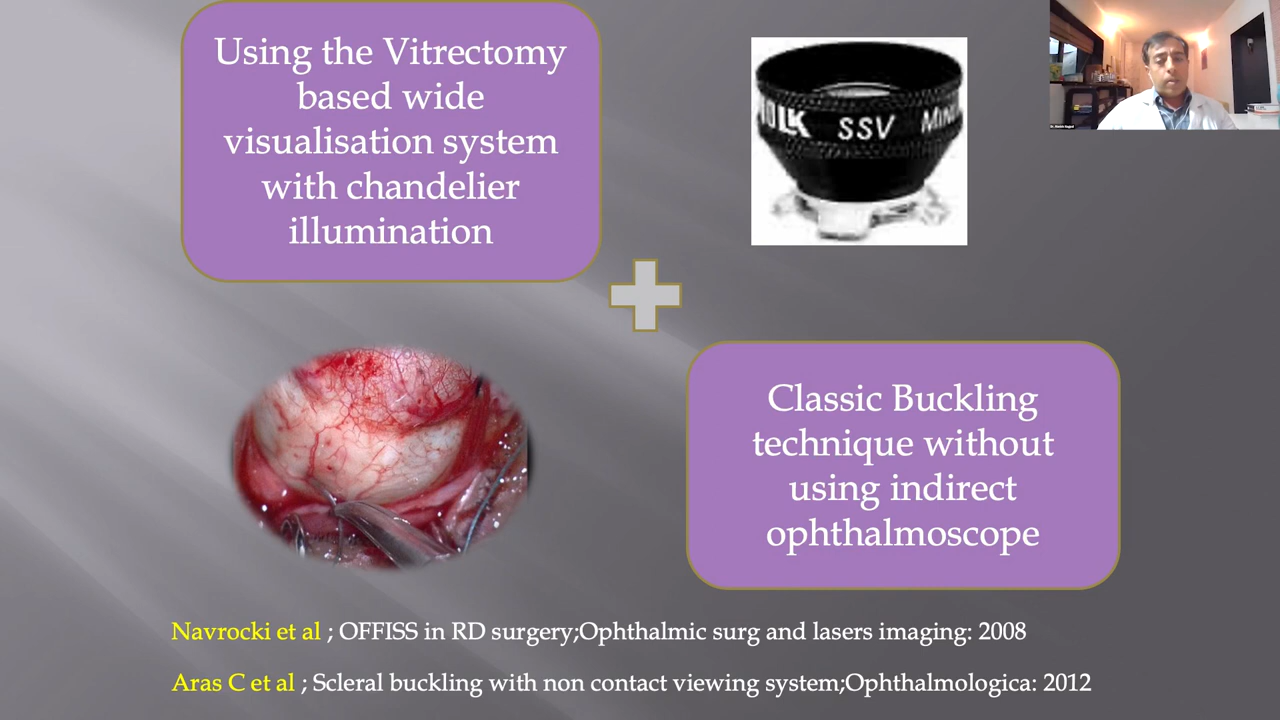 Using the Vitrectomy
based wide
visualisation system
with chandelier
illumination
SSV
Classic Buckling
technique without
using indirect
ophthalmoscope
Navrocki et al ; OFFISS in RD surgery;Ophthalmic surg and lasers imaging: 2008
Aras C et al ; Scleral buckling with non contact viewing system;Ophthalmologica: 2012